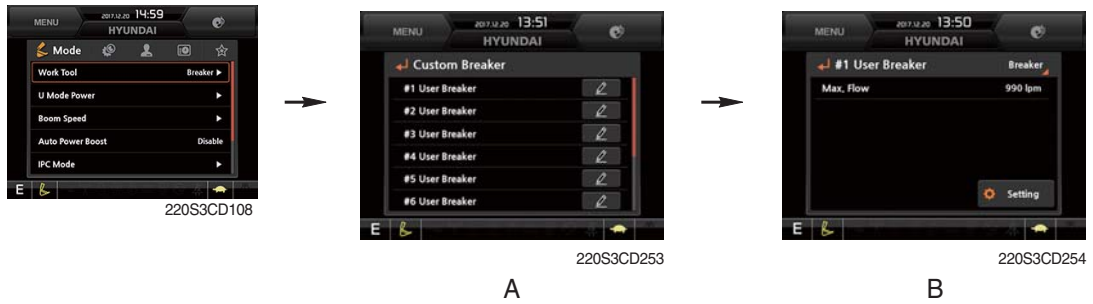 MENU
2017.12.20 14:59
HYUNDAI
Mode
Work Tool Breaker ▶
U Mode Power ▶
Boom Speed ▶
Auto Power Boost Disable
IPC Mode ▶
E
220S3CD108
MENU
2017.12.20 13:51
HYUNDAI
Custom Breaker
#1 User Breaker
#2 User Breaker
#3 User Breaker
#4 User Breaker
#5 User Breaker
#6 User Breaker
E
220S3CD253
A
MENU
2017.12.20 13:50
HYUNDAI
#1 User Breaker Breaker
Max, Flow 990 lpm
Setting
E
220S3CD254
B